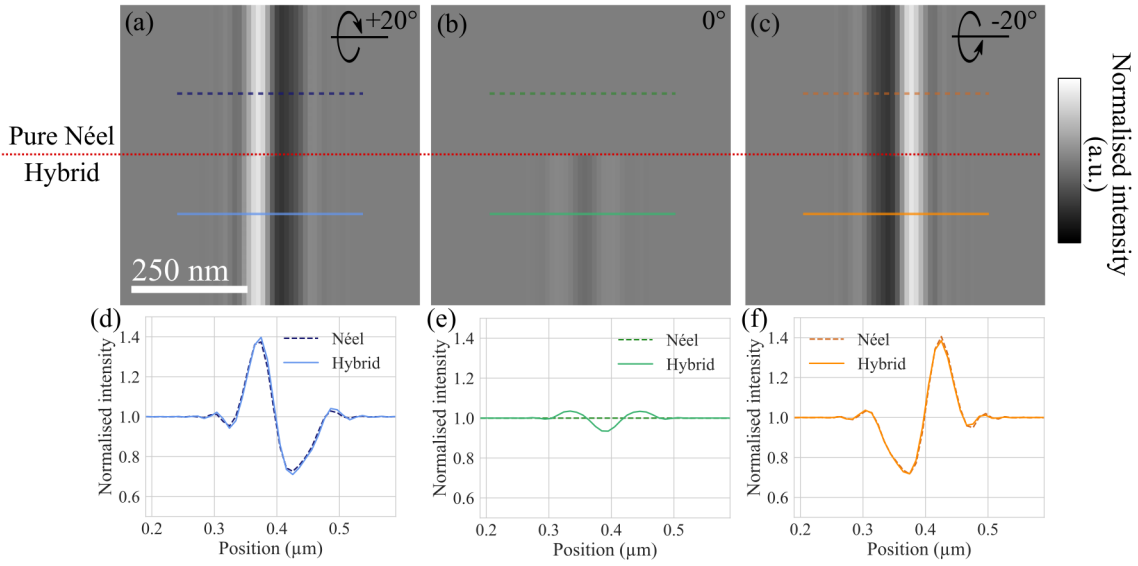 (a)
+20°
(b)
0°
(c)
-20°
Normalised intensity
(a.u.)
Pure Néel
Hybrid
250 nm
(d)
Normalised intensity
1.4
1.2
1.0
0.8
0.6
Néel
Hybrid
0.2
0.3
0.4
0.5
Position (µm)
(e)
Normalised intensity
1.4
1.2
1.0
0.8
0.6
Néel
Hybrid
0.2
0.3
0.4
0.5
Position (µm)
(f)
Normalised intensity
1.4
1.2
1.0
0.8
0.6
Néel
Hybrid
0.2
0.3
0.4
0.5
Position (µm)